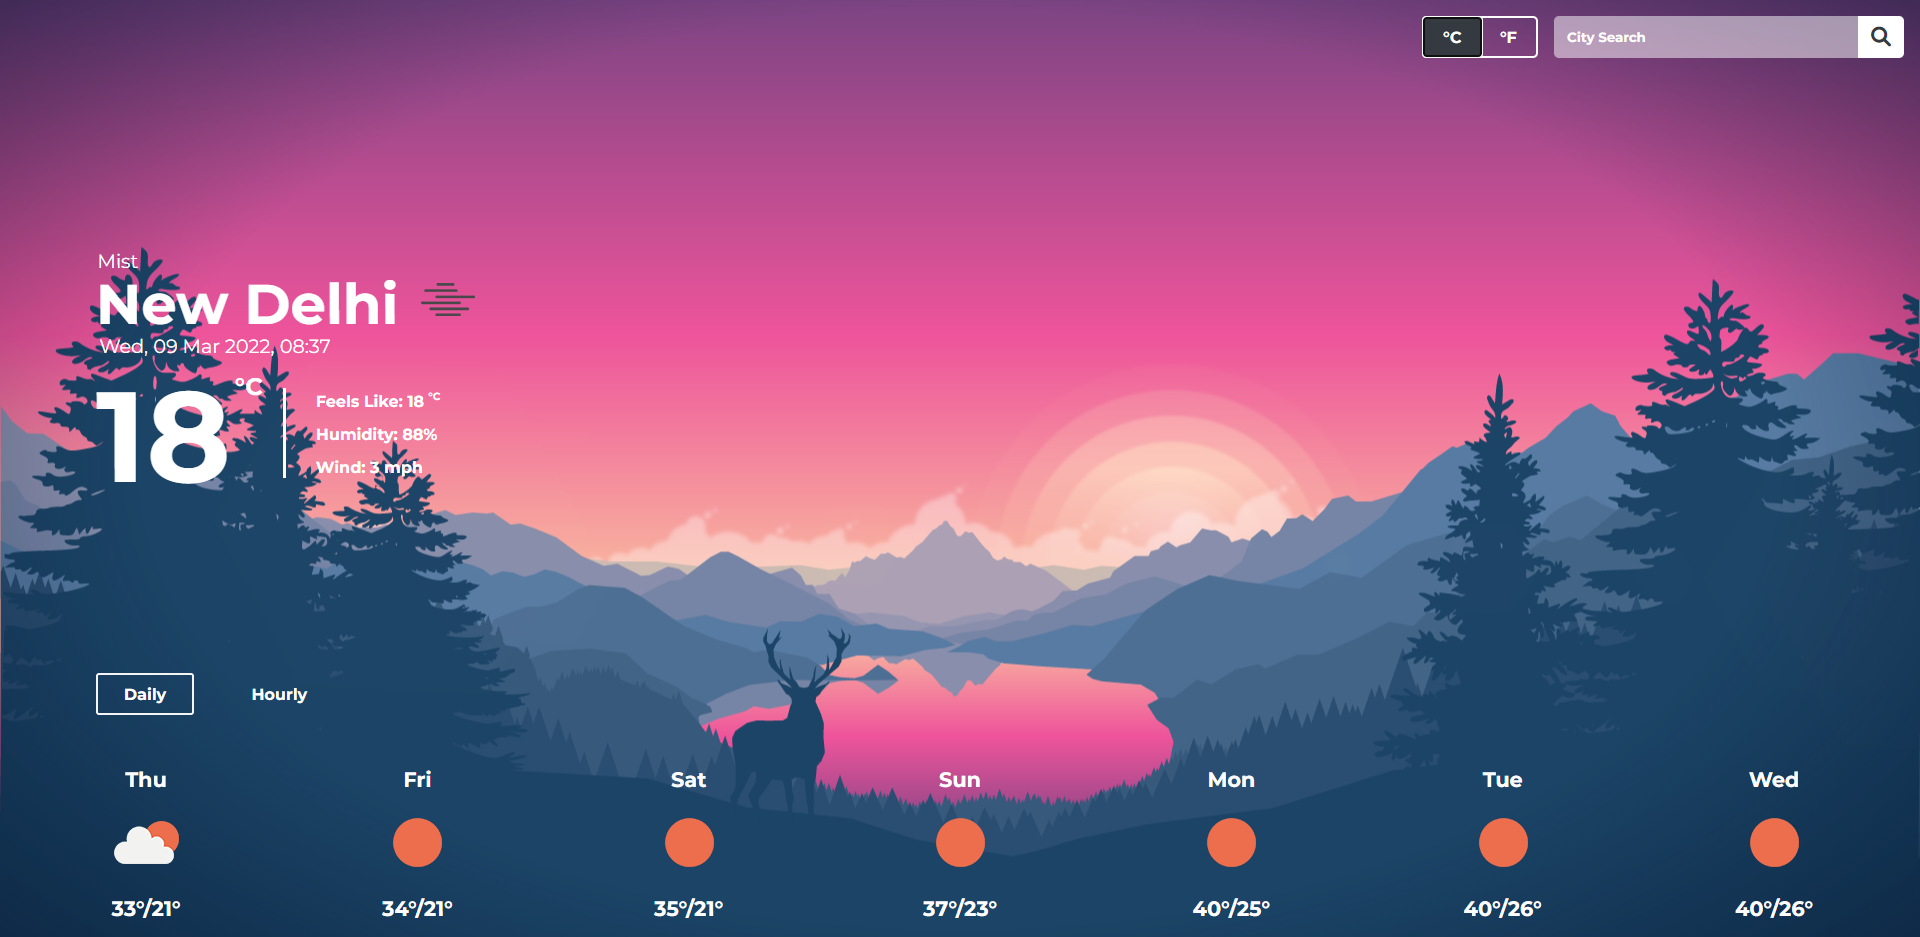 °C °F City Search
Mist
New Delhi
Wed, 09 Mar 2022, 08:37
18 °C
Feels Like: 18 °C
Humidity: 88%
Wind: 3 mph
Daily Hourly
Thu Fri Sat Sun Mon Tue Wed
33°/21° 34°/21° 35°/21° 37°/23° 40°/25° 40°/26° 40°/26°